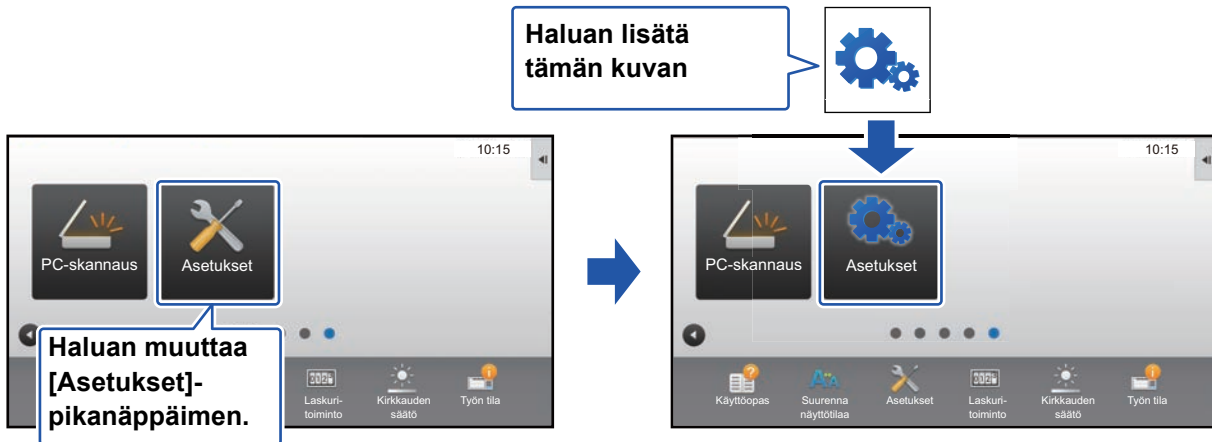 Haluan lisätä
tämän kuvan
10:15
PC-skannaus
Asetukset
Haluan muuttaa
[Asetukset]-
pikanäppäimen.
Laskuri-
toiminto
Kirkkauden
säätö
Työn tila
10:15
PC-skannaus
Asetukset
Käyttöopas
Suurenna
näyttötilaa
Asetukset
Laskuri-
toiminto
Kirkkauden
säätö
Työn tila